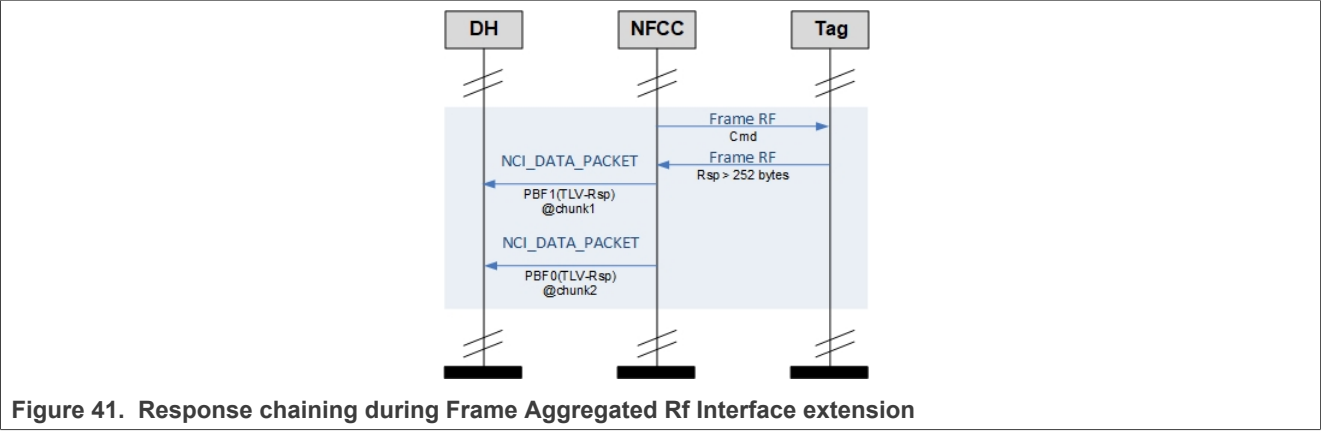 DH
NFCC
Tag
Frame RF
Cmd
Frame RF
Rsp > 252 bytes
NCI_DATA_PACKET
PBF1(TLV-Rsp)
@chunk1
NCI_DATA_PACKET
PBF0(TLV-Rsp)
@chunk2
Figure 41. Response chaining during Frame Aggregated Rf Interface extension